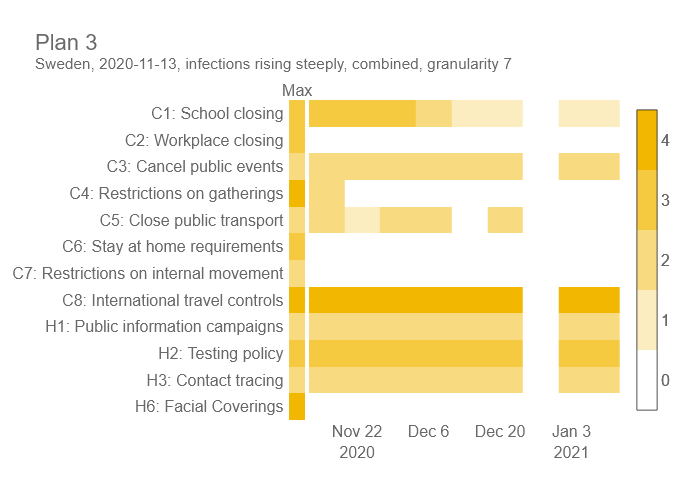 Plan 3
Sweden, 2020-11-13, infections rising steeply, combined, granularity 7
Max
C1: School closing
C2: Workplace closing
C3: Cancel public events
C4: Restrictions on gatherings
C5: Close public transport
C6: Stay at home requirements
C7: Restrictions on internal movement
C8: International travel controls
H1: Public information campaigns
H2: Testing policy
H3: Contact tracing
H6: Facial Coverings
4
3
2
1
0
Nov 22 Dec 6 Dec 20 Jan 3
2020 2021